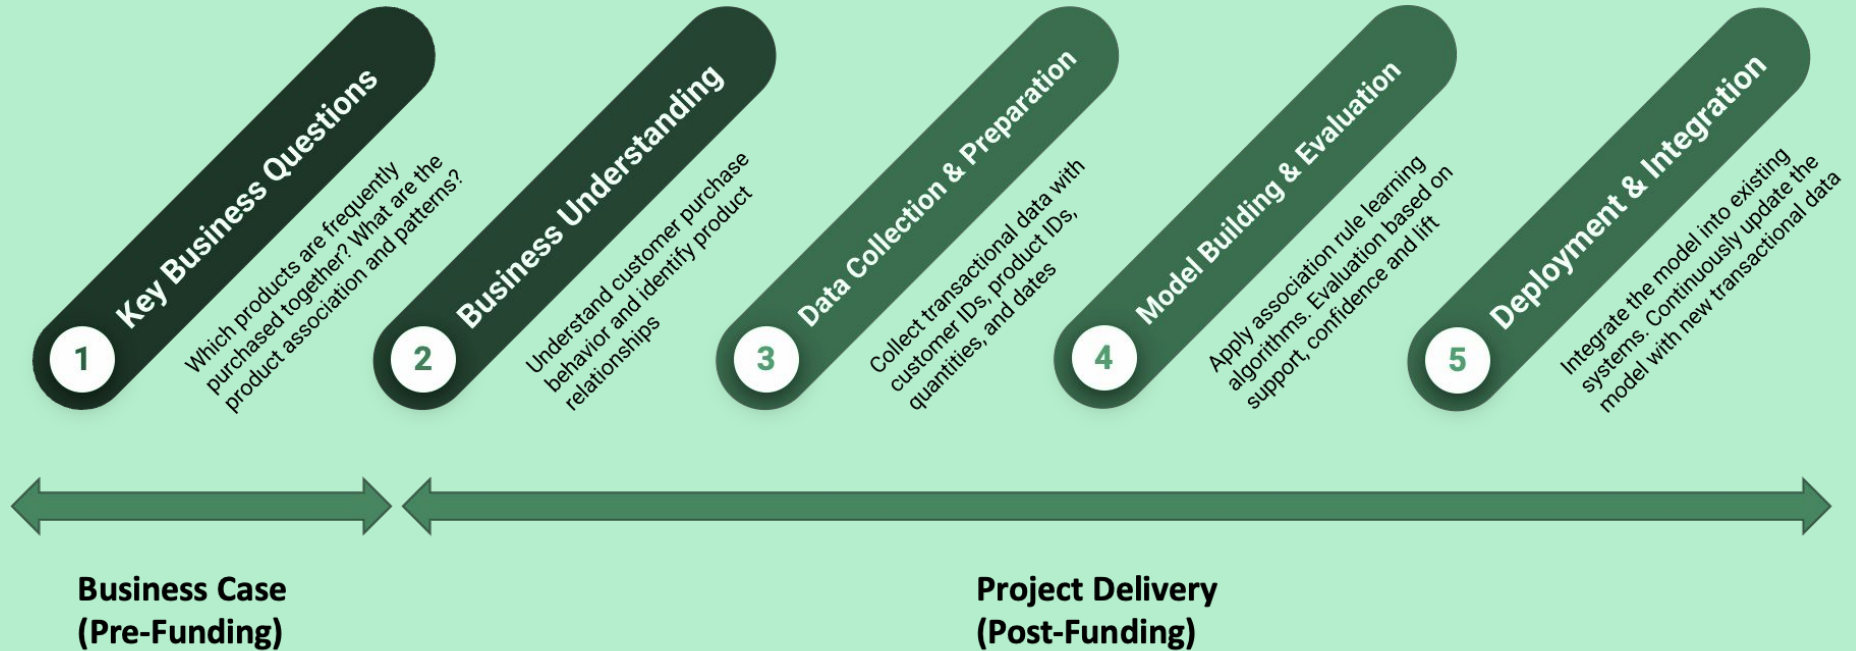 1
Key Business Questions
Which products are frequently
purchased together? What are the
product association and patterns?
2
Business Understanding
Understand customer purchase
behavior and identify product
relationships
3
Data Collection & Preparation
Collect transactional data with
customer IDs, product IDs,
quantities, and dates
4
Model Building & Evaluation
Apply association rule learning
algorithms. Evaluation based on
support, confidence and lift
5
Deployment & Integration
Integrate the model into existing
systems. Continuously update the
model with new transactional data
Business Case
(Pre-Funding)
Project Delivery
(Post-Funding)